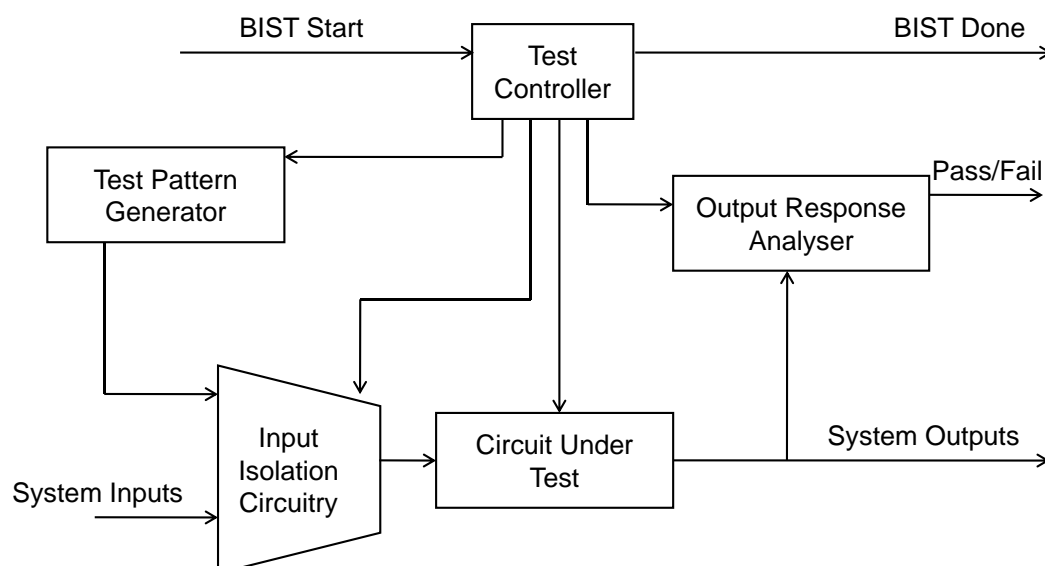 BIST Start
BIST Done
Test
Controller
Test Pattern
Generator
Pass/Fail
Output Response
Analyser
Input
Isolation
Circuitry
Circuit Under
Test
System Outputs
System Inputs